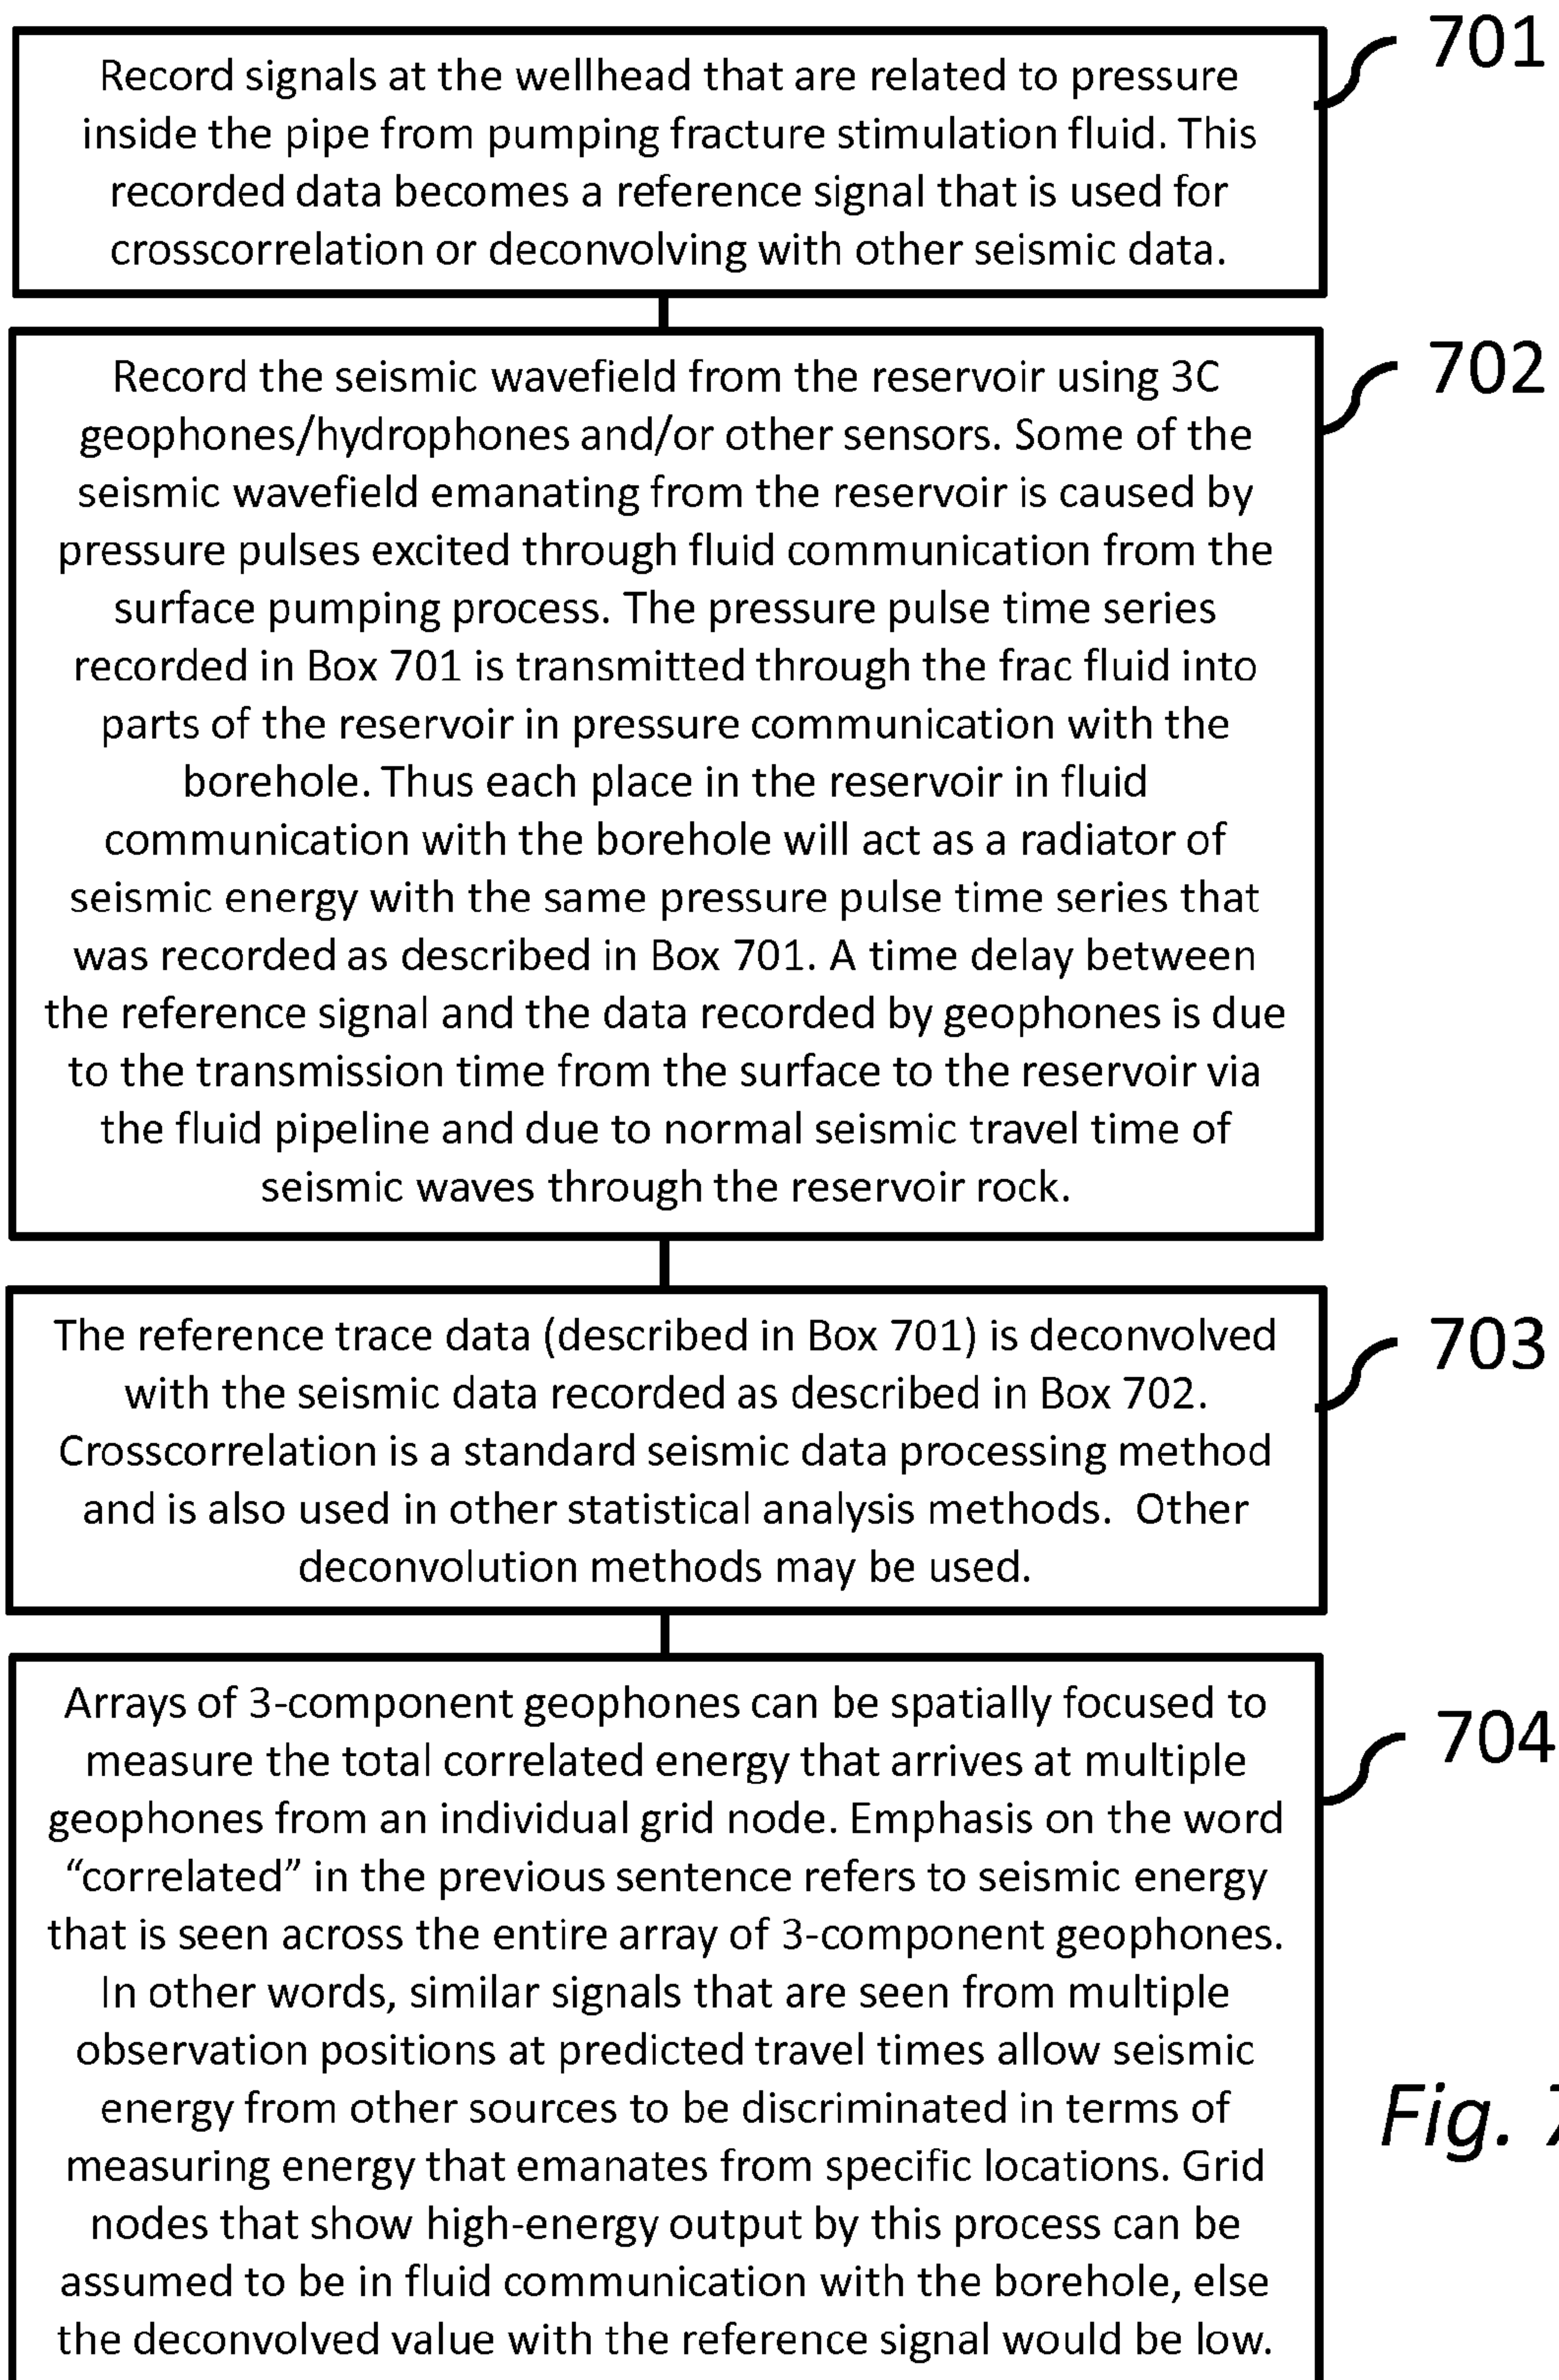 701
Record signals at the wellhead that are related to pressure
inside the pipe from pumping fracture stimulation fluid. This
recorded data becomes a reference signal that is used for
crosscorrelation or deconvolving with other seismic data.
702
Record the seismic wavefield from the reservoir using 3C
geophones/hydrophones and/or other sensors. Some of the
seismic wavefield emanating from the reservoir is caused by
pressure pulses excited through fluid communication from the
surface pumping process. The pressure pulse time series
recorded in Box 701 is transmitted through the frac fluid into
parts of the reservoir in pressure communication with the
borehole. Thus each place in the reservoir in fluid
communication with the borehole will act as a radiator of
seismic energy with the same pressure pulse time series that
was recorded as described in Box 701. A time delay between
the reference signal and the data recorded by geophones is due
to the transmission time from the surface to the reservoir via
the fluid pipeline and due to normal seismic travel time of
seismic waves through the reservoir rock.
703
The reference trace data (described in Box 701) is deconvolved
with the seismic data recorded as described in Box 702.
Crosscorrelation is a standard seismic data processing method
and is also used in other statistical analysis methods.  Other
deconvolution methods may be used.
704
Arrays of 3-component geophones can be spatially focused to
measure the total correlated energy that arrives at multiple
geophones from an individual grid node. Emphasis on the word
“correlated” in the previous sentence refers to seismic energy
that is seen across the entire array of 3-component geophones.
In other words, similar signals that are seen from multiple
observation positions at predicted travel times allow seismic
energy from other sources to be discriminated in terms of
measuring energy that emanates from specific locations. Grid
nodes that show high-energy output by this process can be
assumed to be in fluid communication with the borehole, else
the deconvolved value with the reference signal would be low.
Fig. 7